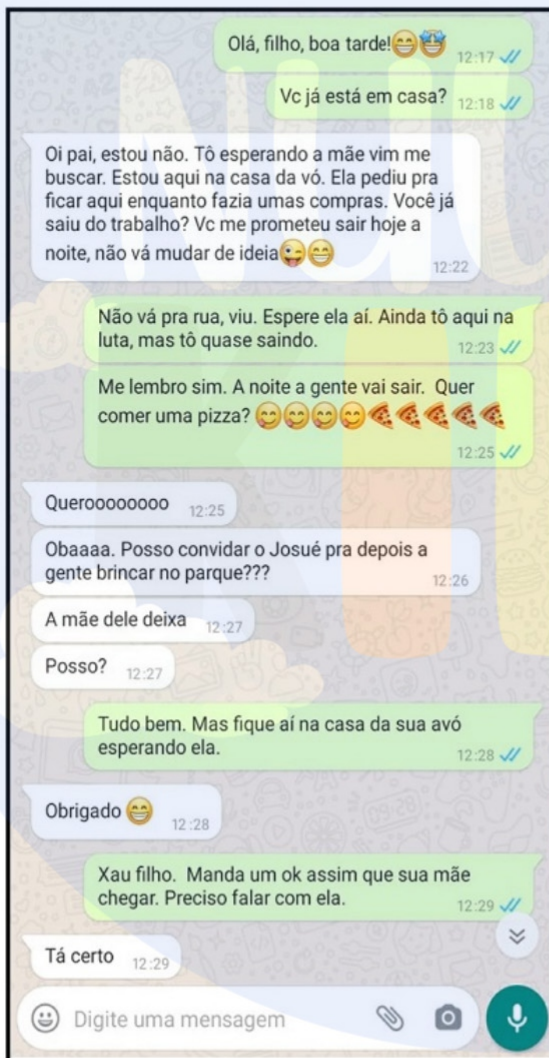 Olá, filho, boa tarde!😁🤩 12:17
Vc já está em casa? 12:18
Oi pai, estou não. Tô esperando a mãe vim me
buscar. Estou aqui na casa da vó. Ela pediu pra
ficar aqui enquanto fazia umas compras. Você já
saiu do trabalho? Vc me prometeu sair hoje a
noite, não vá mudar de ideia😜😁
12:22
Não vá pra rua, viu. Espere ela aí. Ainda tô aqui na
luta, mas tô quase saindo. 12:23
Me lembro sim. A noite a gente vai sair. Quer
comer uma pizza? 😋😋😋😋🍕🍕🍕🍕🍕
12:25
Queroooooooo 12:25
Obaaaa. Posso convidar o Josué pra depois a
gente brincar no parque??? 12:26
A mãe dele deixa 12:27
Posso? 12:27
Tudo bem. Mas fique aí na casa da sua avó
esperando ela. 12:28
Obrigado 😁 12:28
Xau filho. Manda um ok assim que sua mãe
chegar. Preciso falar com ela. 12:29
Tá certo 12:29
Digite uma mensagem